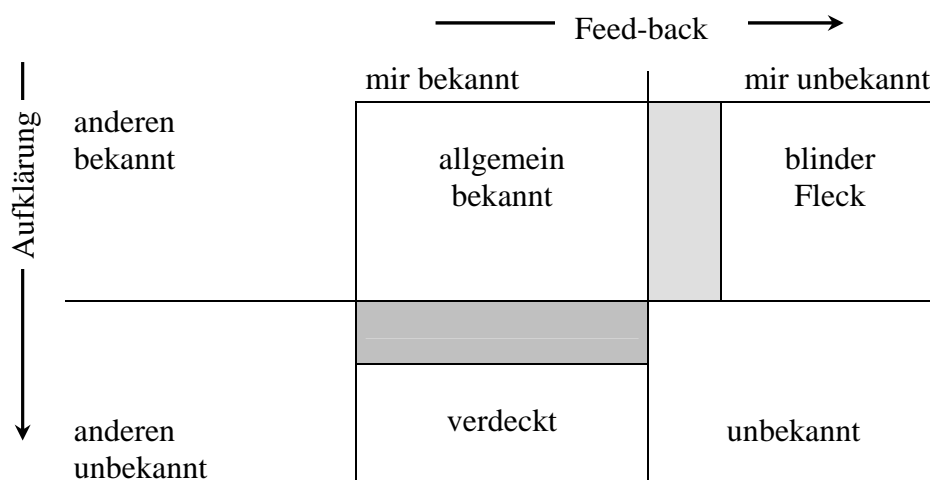 Feed-back
mir bekannt
mir unbekannt
Aufklärung
anderen
bekannt
allgemein
bekannt
blinder
Fleck
anderen
unbekannt
verdeckt
unbekannt